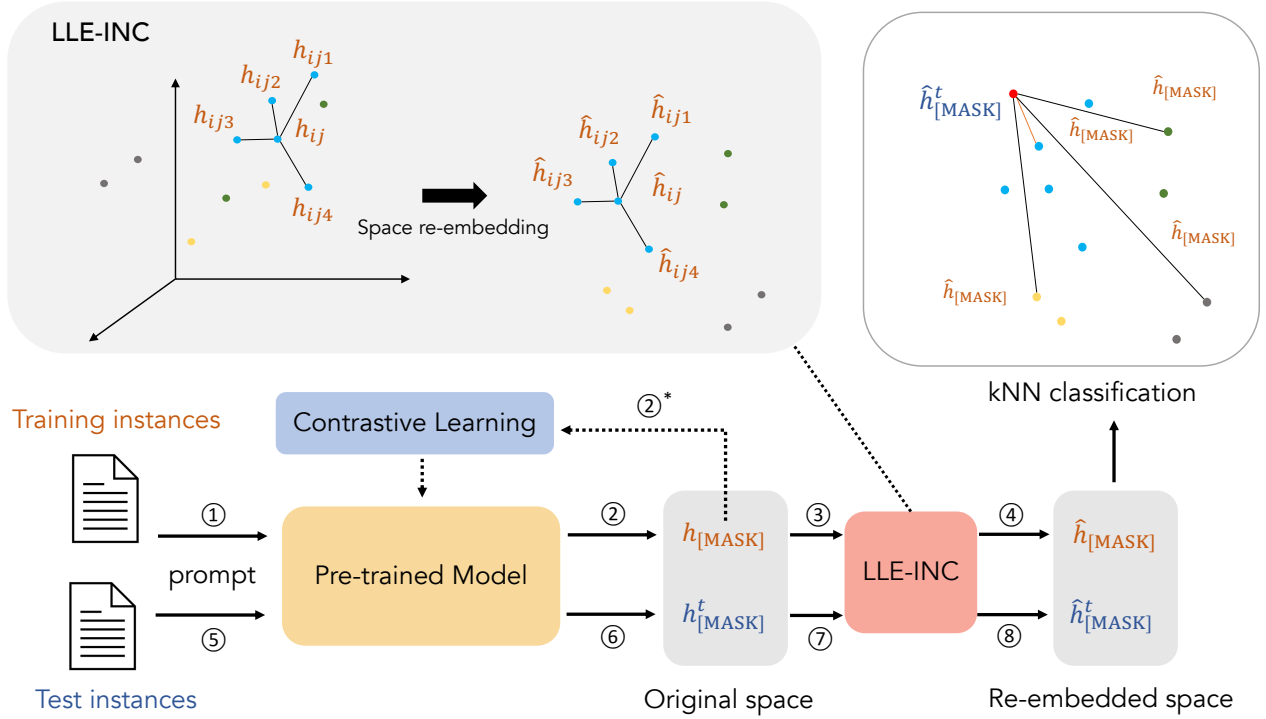 LLE-INC
h_{ij1}
h_{ij2}
h_{ij3}
h_{ij}
h_{ij4}
Space re-embedding
ĥ_{ij1}
ĥ_{ij2}
ĥ_{ij3}
ĥ_{ij}
ĥ_{ij4}
ĥ^t_{[MASK]}
ĥ_{[MASK]}
ĥ_{[MASK]}
ĥ_{[MASK]}
ĥ_{[MASK]}
kNN classification
Training instances
Contrastive Learning
②*
①
prompt
⑤
Test instances
Pre-trained Model
②
⑥
h_{[MASK]}
h^t_{[MASK]}
Original space
③
⑦
LLE-INC
④
⑧
ĥ_{[MASK]}
ĥ^t_{[MASK]}
Re-embedded space